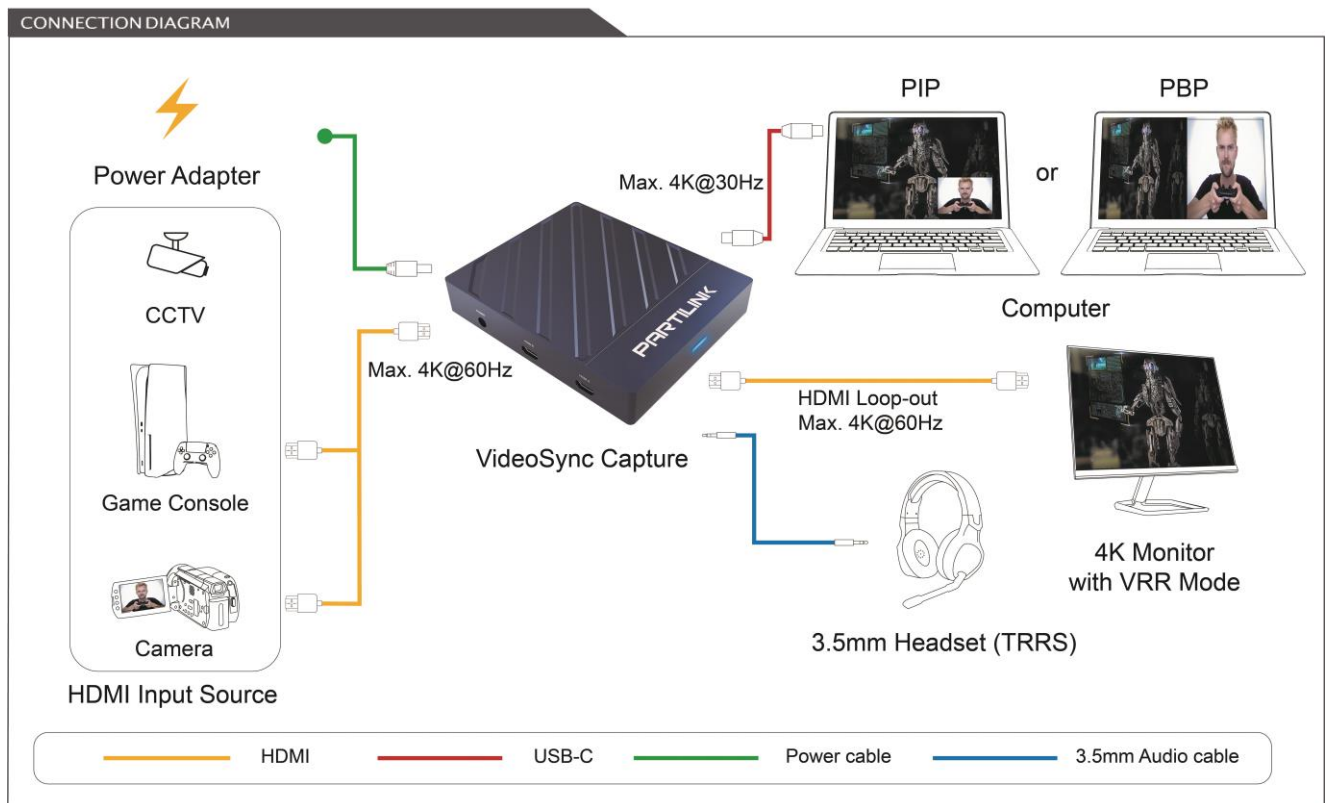 CONNECTION DIAGRAM
Power Adapter
CCTV
Game Console
Camera
HDMI Input Source
Max. 4K@60Hz
PARTILINK
VideoSync Capture
Max. 4K@30Hz
PIP
or
PBP
Computer
HDMI Loop-out
Max. 4K@60Hz
4K Monitor
with VRR Mode
3.5mm Headset (TRRS)
HDMI
USB-C
Power cable
3.5mm Audio cable